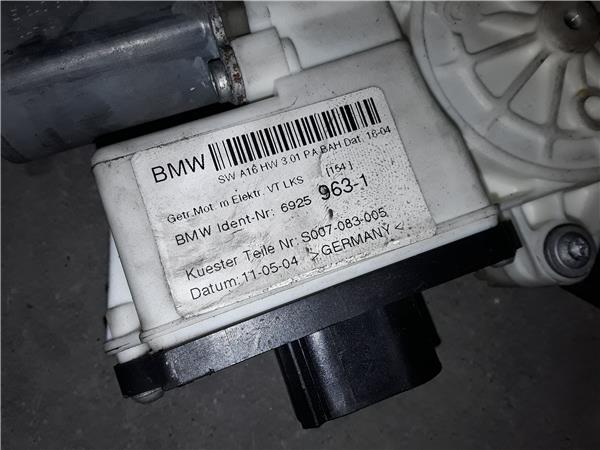 BMW
SW A16 HW 3.01 PA BAH Dat. 16-04
Getr.Mot m Elektr. VT LKS [154]
BMW Ident-Nr: 6925 963-1
Kuester Teile Nr: S007-083-005
Datum: 11-05-04 >GERMANY<